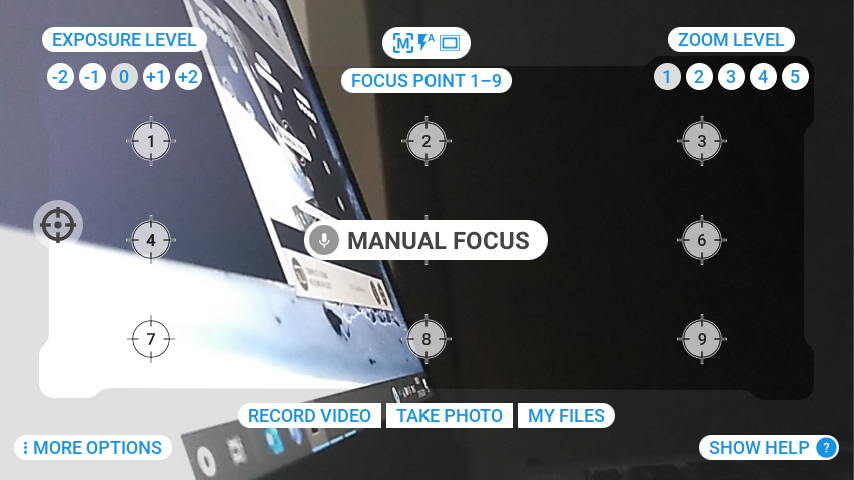 EXPOSURE LEVEL
-2 -1 0 +1 +2
M A
FOCUS POINT 1–9
ZOOM LEVEL
1 2 3 4 5
1 2 3
4 MANUAL FOCUS 6
7 8 9
RECORD VIDEO TAKE PHOTO MY FILES
MORE OPTIONS
SHOW HELP ?